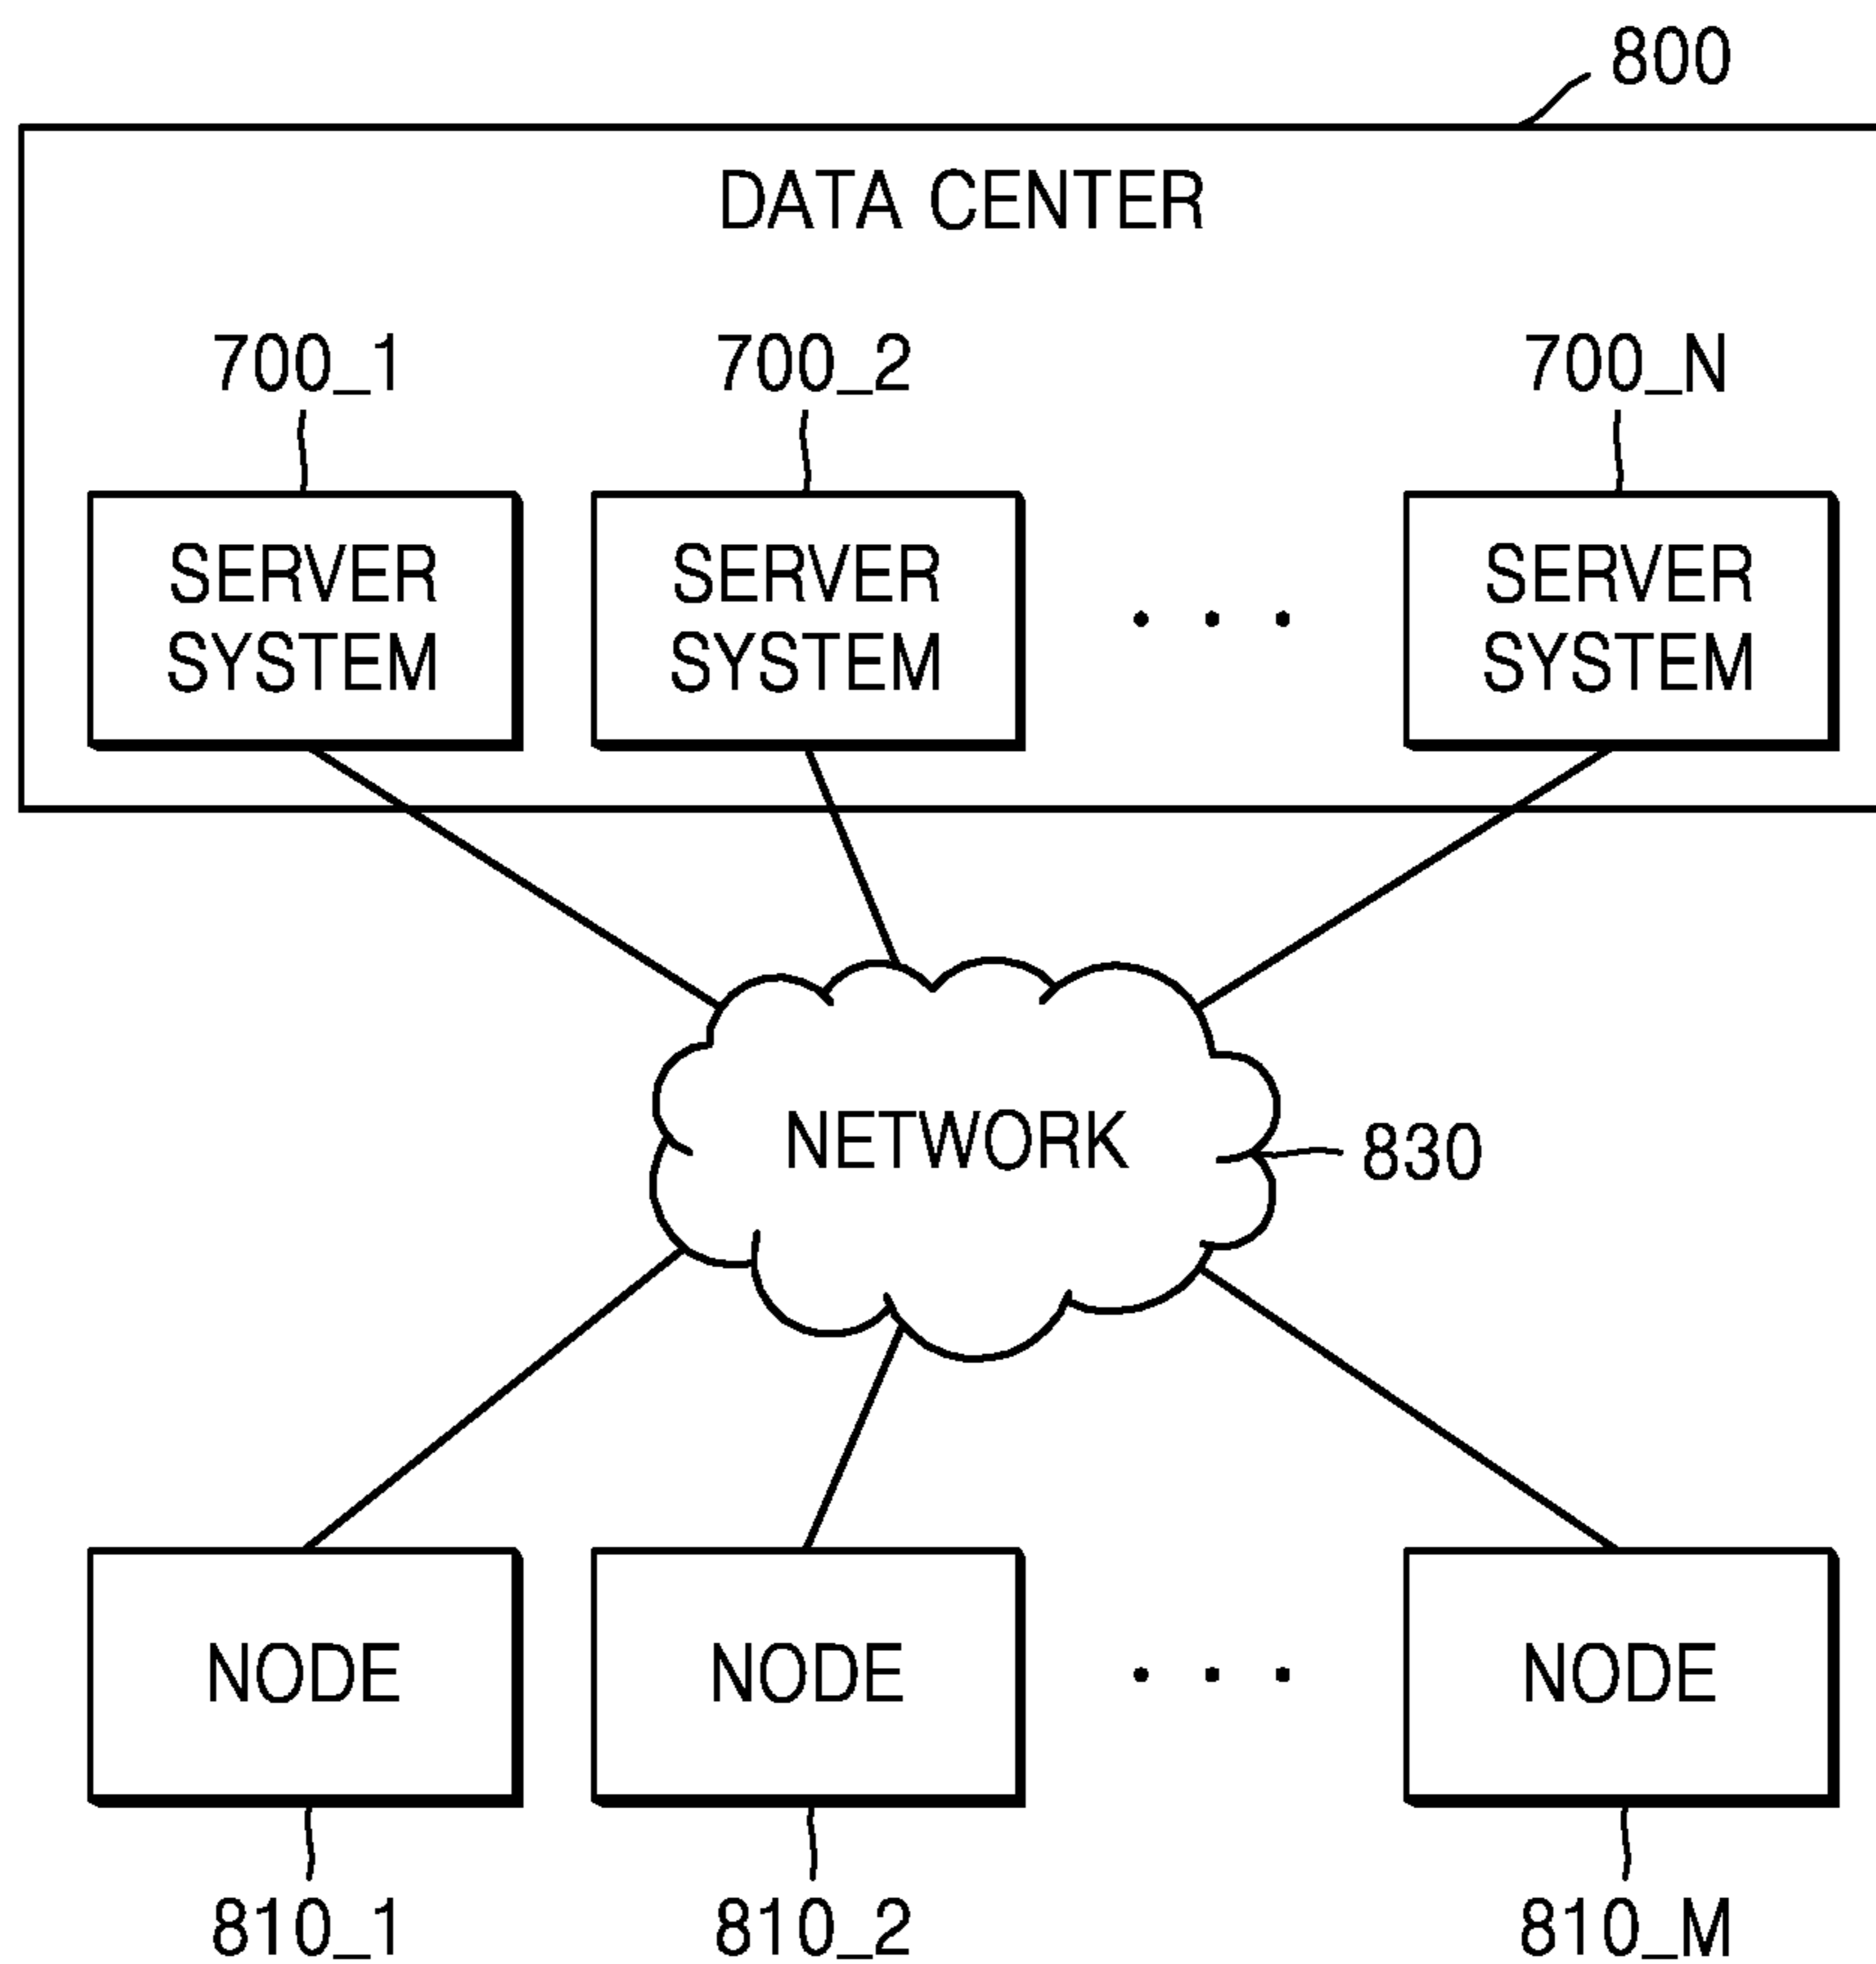 800
DATA CENTER
700_1
700_2
700_N
SERVER
SYSTEM
SERVER
SYSTEM
SERVER
SYSTEM
NETWORK
830
NODE
NODE
NODE
810_1
810_2
810_M